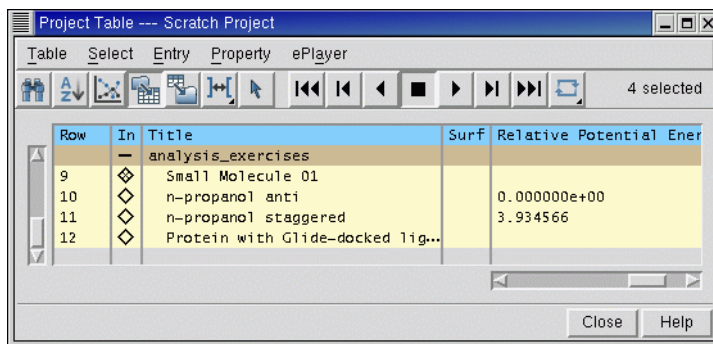 Project Table --- Scratch Project
Table Select Entry Property ePlayer
4 selected
Row In Title Surf Relative Potential Ener
analysis_exercises
9 Small Molecule 01
10 n-propanol anti 0.000000e+00
11 n-propanol staggered 3.934566
12 Protein with Glide-docked lig...
Close Help